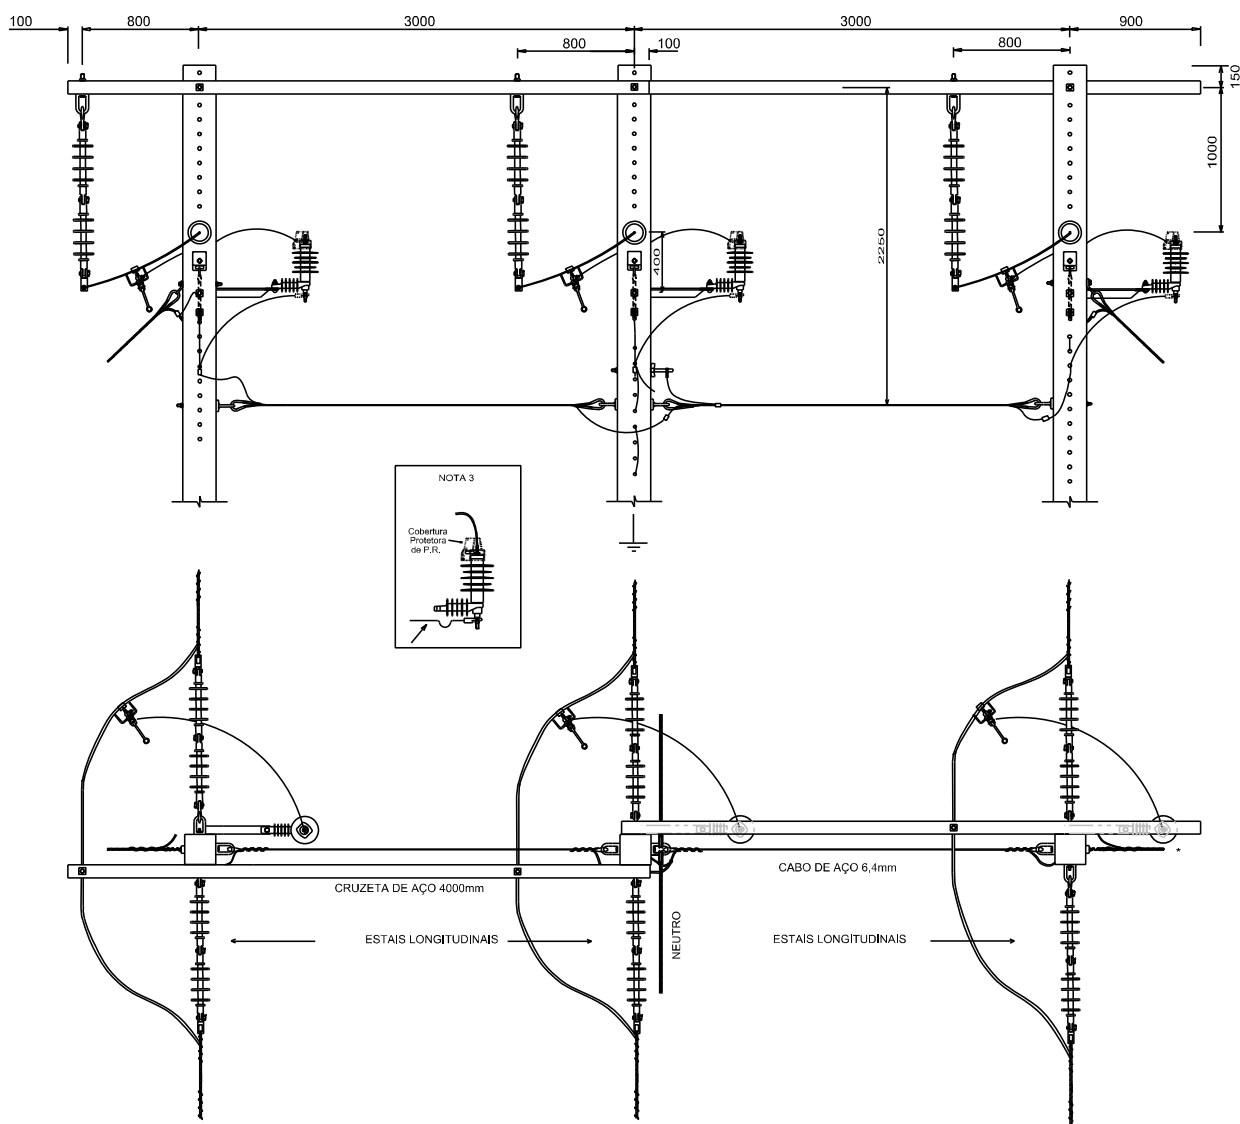 100
800
3000
3000
900
800
100
800
150
1000
2250
400
NOTA 3
Cobertura
Protetora
de P.R.
CRUZETA DE AÇO 4000mm
CABO DE AÇO 6,4mm
*
ESTAIS LONGITUDINAIS
NEUTRO
ESTAIS LONGITUDINAIS